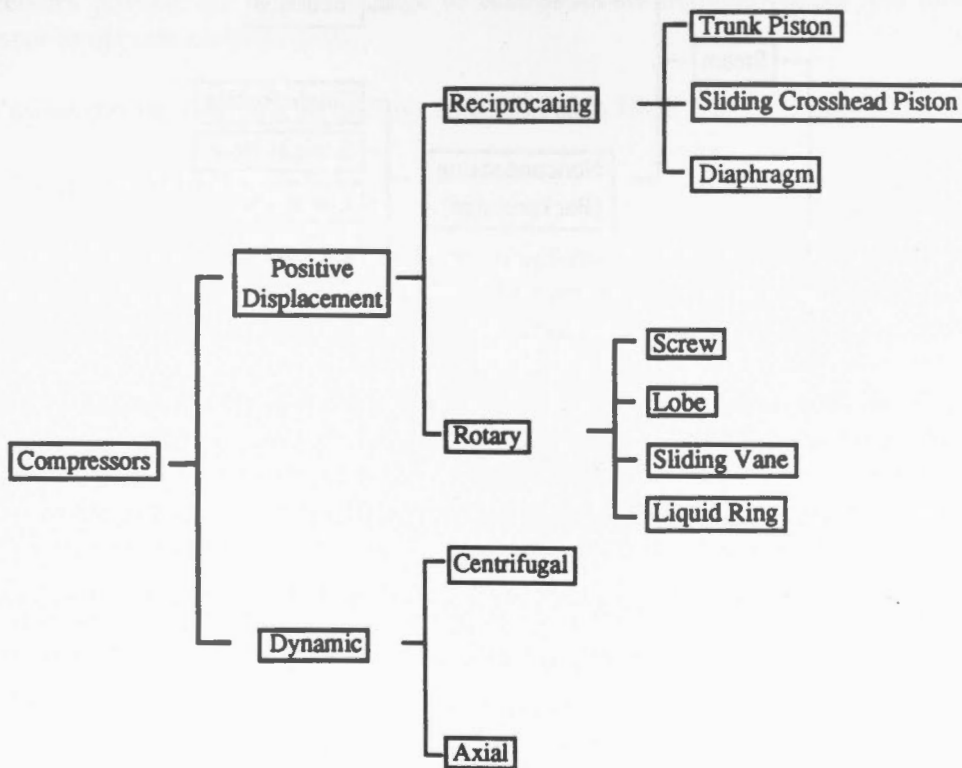 Trunk Piston
Reciprocating
Sliding Crosshead Piston
Diaphragm
Positive
Displacement
Screw
Lobe
Rotary
Compressors
Sliding Vane
Liquid Ring
Centrifugal
Dynamic
Axial